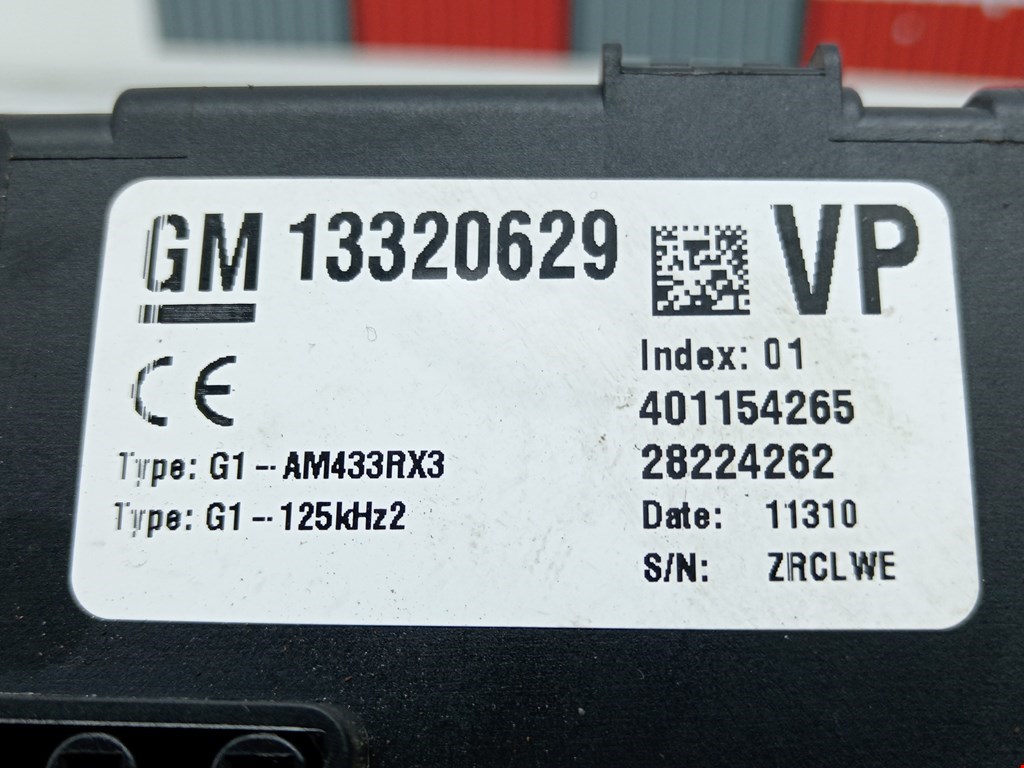 GM 13320629 VP
CE
Index: 01
401154265
Type: G1--AM433RX3
28224262
Type: G1--125kHz2
Date: 11310
S/N: ZRCLWE